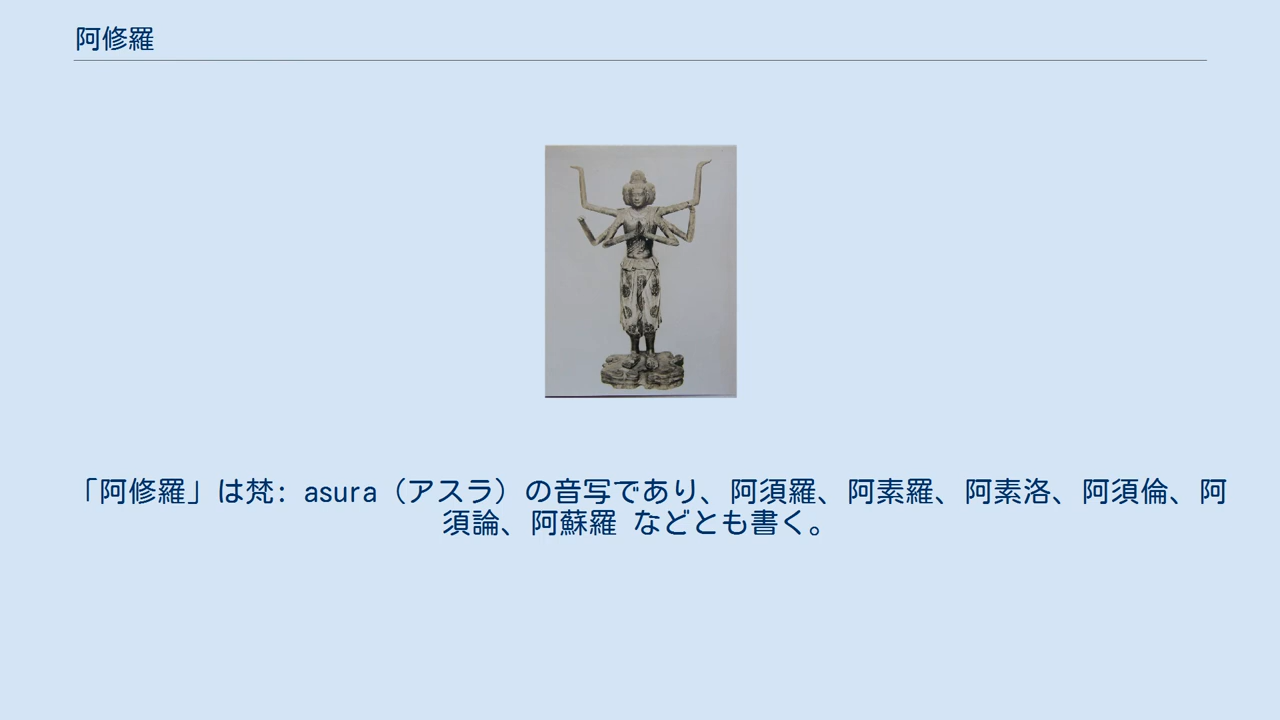 阿修羅
「阿修羅」は梵: asura（アスラ）の音写であり、阿須羅、阿素羅、阿素洛、阿須倫、阿
須論、阿蘇羅 などとも書く。